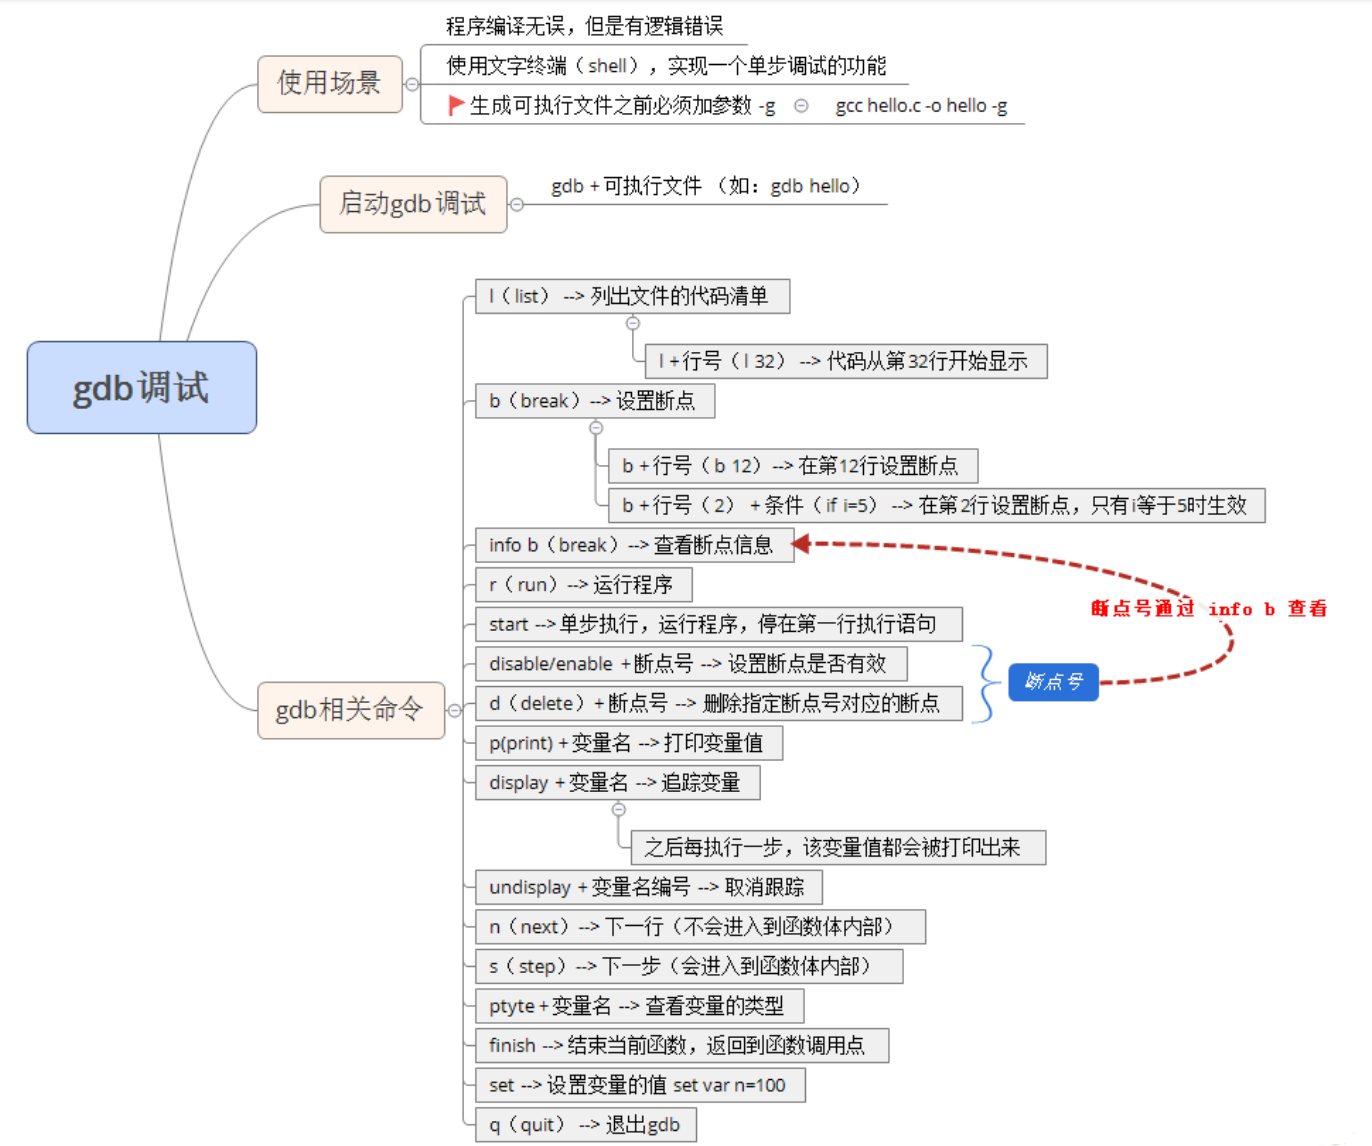 程序编译无误，但是有逻辑错误
使用场景
使用文字终端（shell），实现一个单步调试的功能
生成可执行文件之前必须加参数 -g
gcc hello.c -o hello -g
启动gdb调试
gdb + 可执行文件 （如：gdb hello）
gdb调试
gdb相关命令
l（list） --> 列出文件的代码清单
l + 行号（l 32） --> 代码从第32行开始显示
b（break）--> 设置断点
b + 行号（b 12）--> 在第12行设置断点
b + 行号（2） + 条件（if i=5） --> 在第2行设置断点，只有i等于5时生效
info b（break）--> 查看断点信息
r（run）--> 运行程序
start --> 单步执行，运行程序，停在第一行执行语句
disable/enable + 断点号 --> 设置断点是否有效
d（delete）+ 断点号 --> 删除指定断点号对应的断点
断点号
断点号通过 info b 查看
p(print) + 变量名 --> 打印变量值
display + 变量名 --> 追踪变量
之后每执行一步，该变量值都会被打印出来
undisplay + 变量名编号 --> 取消跟踪
n（next）--> 下一行（不会进入到函数体内部）
s（step）--> 下一步（会进入到函数体内部）
ptyte + 变量名 --> 查看变量的类型
finish --> 结束当前函数，返回到函数调用点
set --> 设置变量的值 set var n=100
q（quit） --> 退出gdb